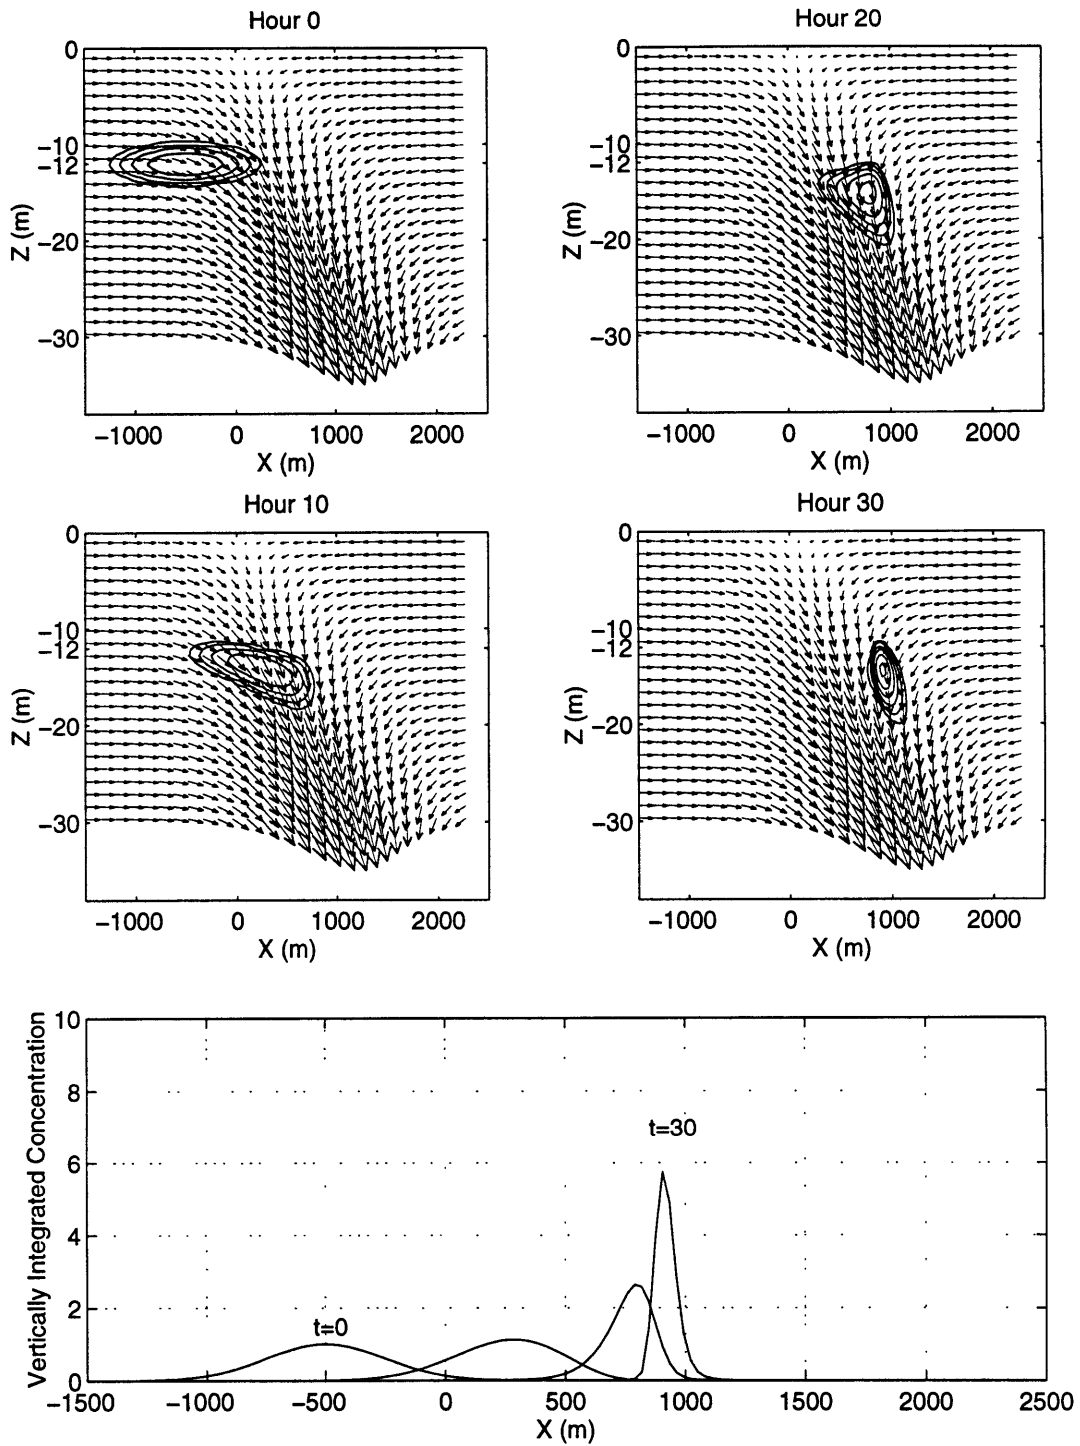 Hour 0
0
−10
−12
−20
−30
Z (m)
−1000 0 1000 2000
X (m)
Hour 20
0
−10
−12
−20
−30
Z (m)
−1000 0 1000 2000
X (m)
Hour 10
0
−10
−12
−20
−30
Z (m)
−1000 0 1000 2000
X (m)
Hour 30
0
−10
−12
−20
−30
Z (m)
−1000 0 1000 2000
X (m)
Vertically Integrated Concentration
10
8
6
4
2
0
t=30
t=0
−1500 −1000 −500 0 500 1000 1500 2000 2500
X (m)